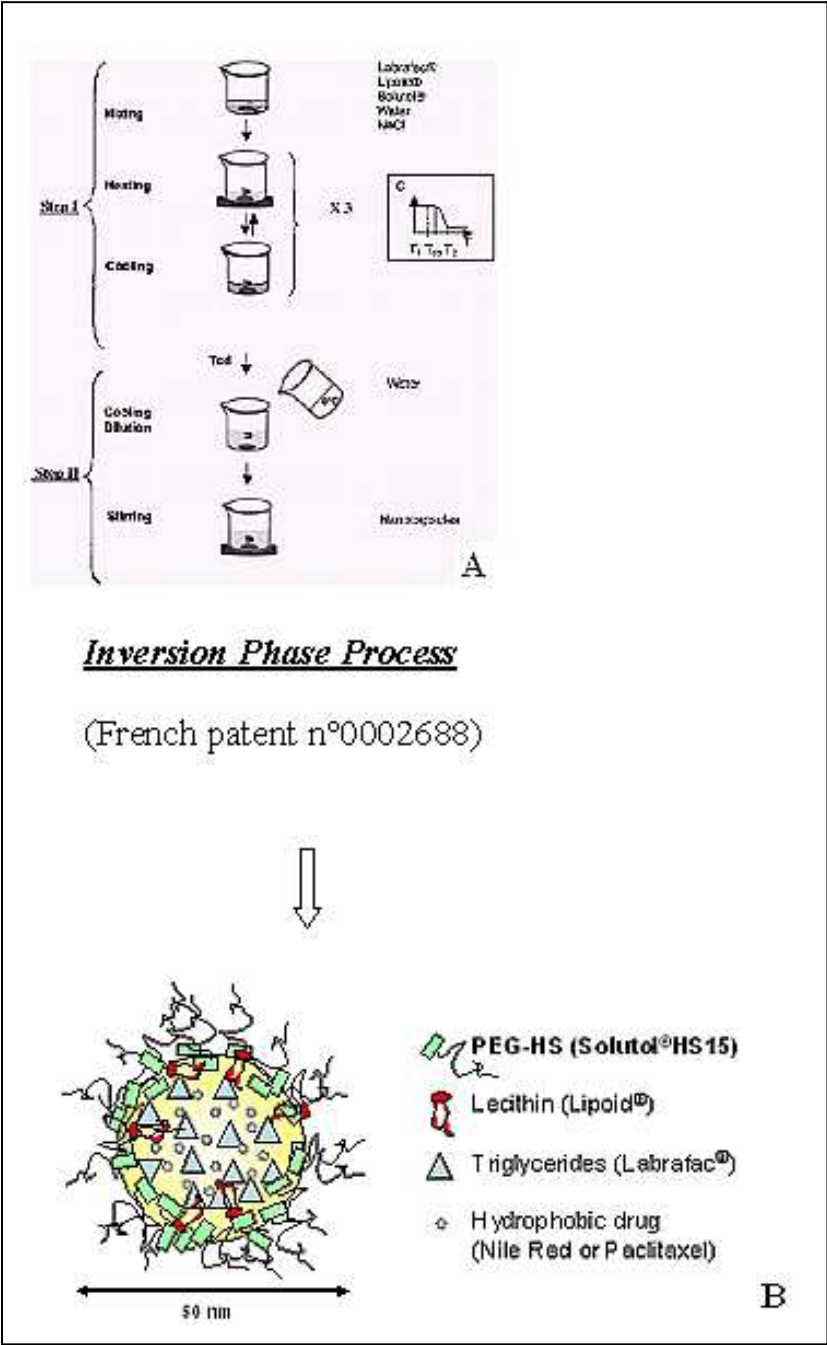 Labrafac®
Lipoid®
Solutol®
Water
NaCl
Mixing
Heating
Step I
X 3
C
T
T₁ T₂
Cooling
Water
Cooling
Dilution
Step II
Stirring
Nanocapsules
A
Inversion Phase Process
(French patent n°0002688)
PEG-HS (Solutol®HS15)
Lecithin (Lipoid®)
Triglycerides (Labrafac®)
Hydrophobic drug
(Nile Red or Paclitaxel)
50 nm
B